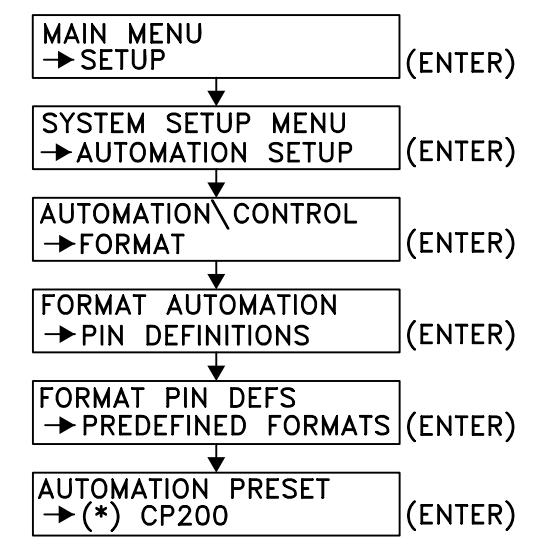 MAIN MENU
→SETUP (ENTER)
SYSTEM SETUP MENU
→AUTOMATION SETUP (ENTER)
AUTOMATION\CONTROL
→FORMAT (ENTER)
FORMAT AUTOMATION
→PIN DEFINITIONS (ENTER)
FORMAT PIN DEFS
→PREDEFINED FORMATS (ENTER)
AUTOMATION PRESET
→(*) CP200 (ENTER)